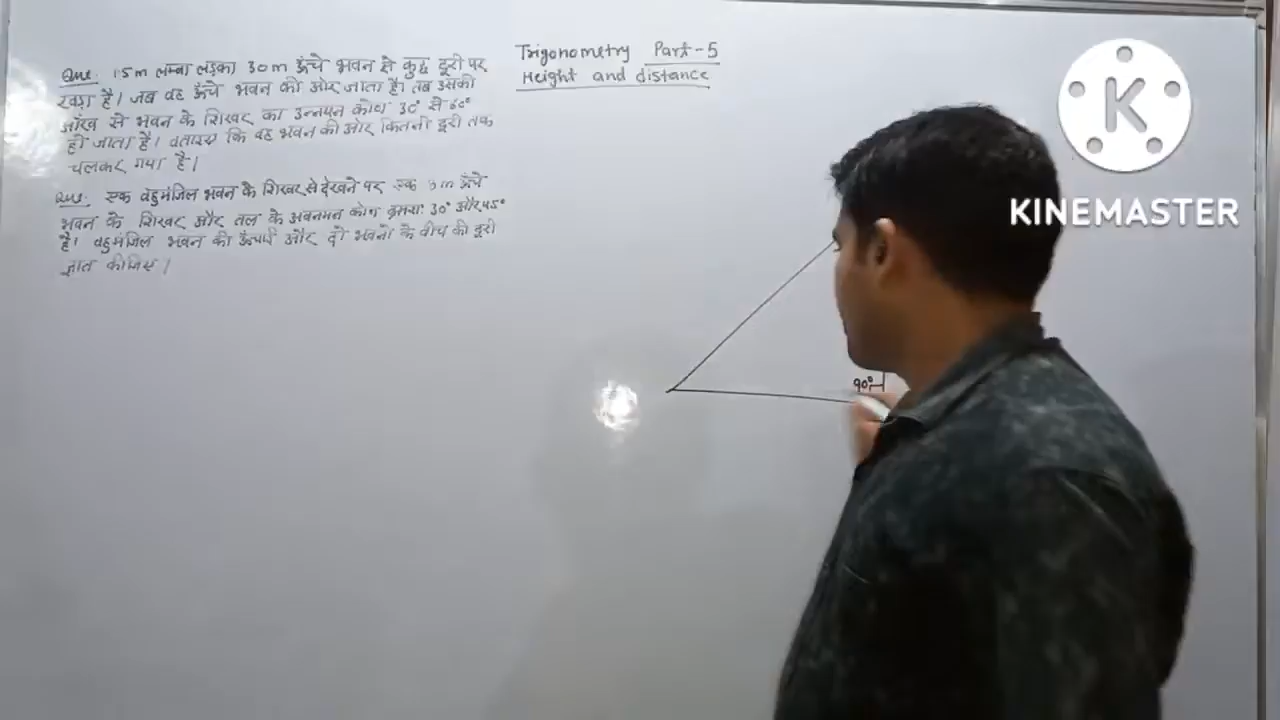 Que. 1.5m लम्बा लड़का 30m ऊँचे भवन से कुछ दूरी पर
खड़ा है। जब वह ऊँचे भवन की ओर जाता है। तब उसकी
आँख से भवन के शिखर का उन्नयन कोण 30° से 60°
हो जाता है। बताइए कि वह भवन की ओर कितनी दूरी तक
चलकर गया है।
Que. एक बहुमंजिल भवन के शिखर से देखने पर एक 8m ऊँचे
भवन के शिखर और तल के अवनमन कोण क्रमशः 30° और 45°
है। बहुमंजिल भवन की ऊँचाई और दो भवनों के बीच की दूरी
ज्ञात कीजिए।
Trigonometry Part-5
Height and distance
90°
K
KINEMASTER